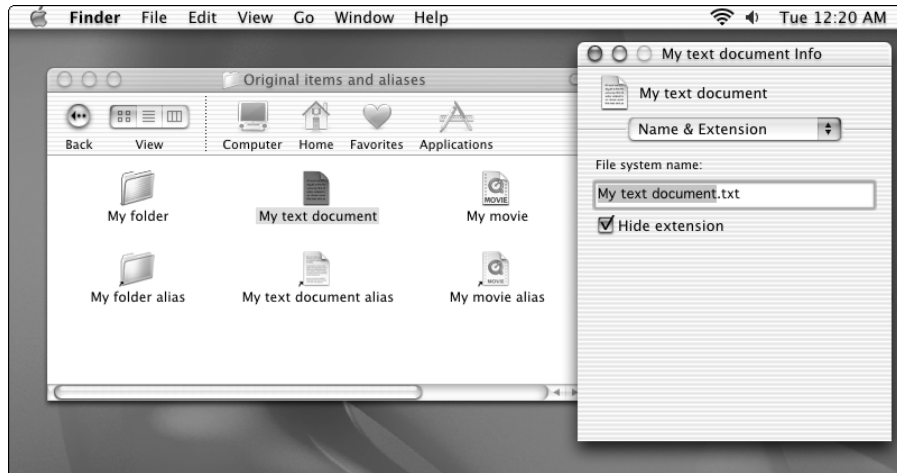 Finder File Edit View Go Window Help Tue 12:20 AM
Original items and aliases
Back View Computer Home Favorites Applications
My folder My text document My movie
MOVIE
My folder alias My text document alias My movie alias
MOVIE
My text document Info
My text document
Name & Extension
File system name:
My text document.txt
Hide extension